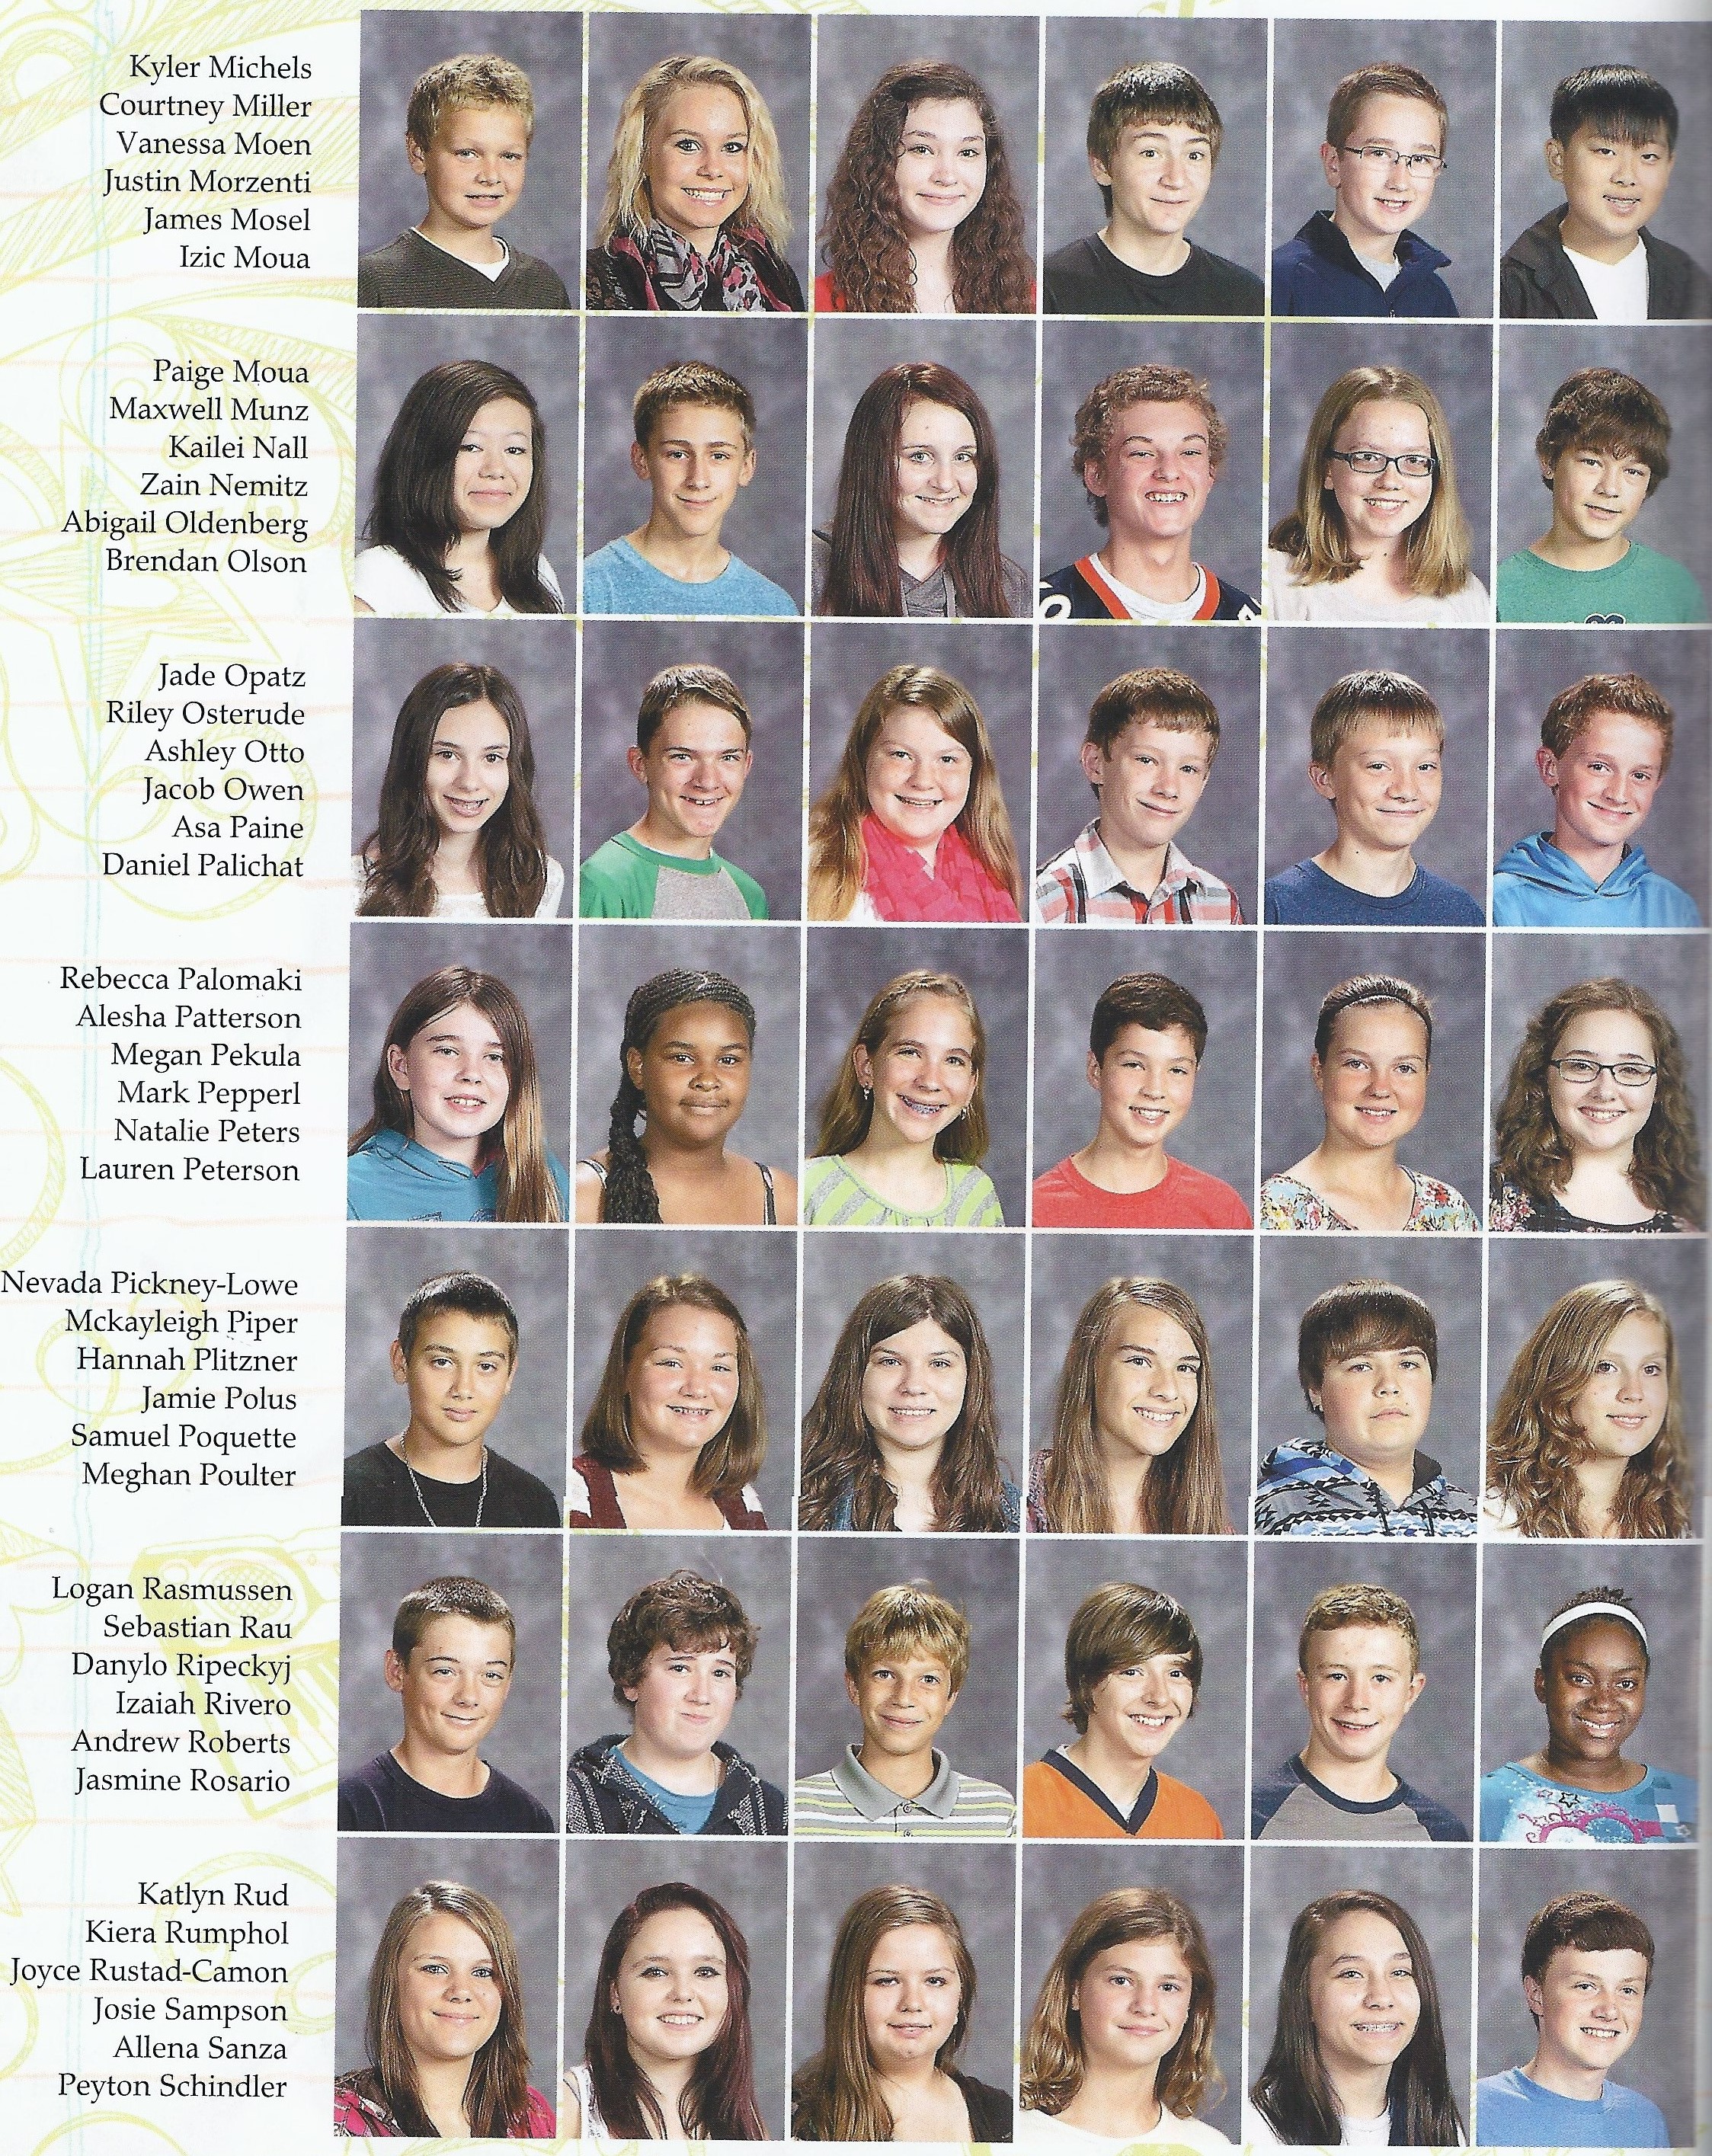 Kyler Michels
Courtney Miller
Vanessa Moen
Justin Morzenti
James Mosel
Izic Moua
Paige Moua
Maxwell Munz
Kailei Nall
Zain Nemitz
Abigail Oldenberg
Brendan Olson
Jade Opatz
Riley Osterude
Ashley Otto
Jacob Owen
Asa Paine
Daniel Palichat
Rebecca Palomaki
Alesha Patterson
Megan Pekula
Mark Pepperl
Natalie Peters
Lauren Peterson
Nevada Pickney-Lowe
Mckayleigh Piper
Hannah Plitzner
Jamie Polus
Samuel Poquette
Meghan Poulter
Logan Rasmussen
Sebastian Rau
Danylo Ripeckyj
Izaiah Rivero
Andrew Roberts
Jasmine Rosario
Katlyn Rud
Kiera Rumphol
Joyce Rustad-Camon
Josie Sampson
Allena Sanza
Peyton Schindler